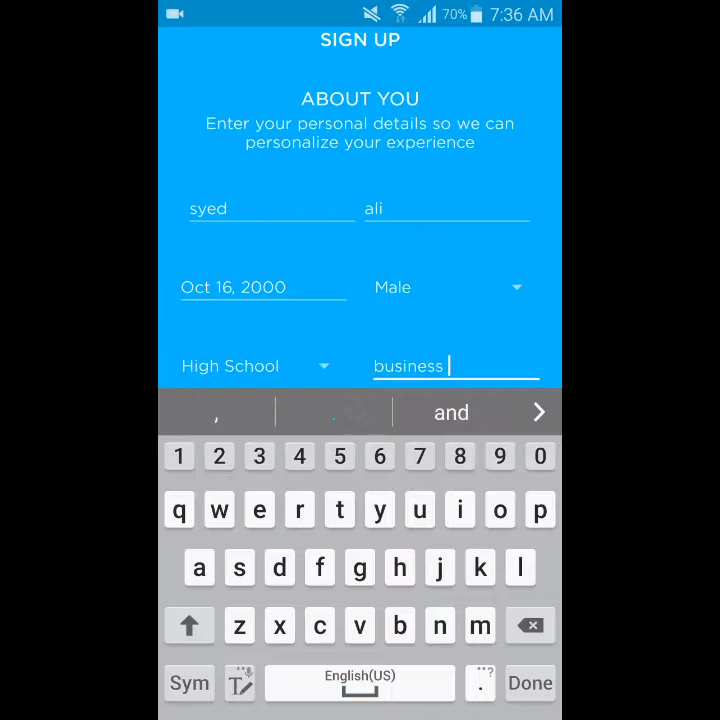 70% 7:36 AM
SIGN UP
ABOUT YOU
Enter your personal details so we can
personalize your experience
syed ali
Oct 16, 2000 Male
High School business
, . and
1 2 3 4 5 6 7 8 9 0
q w e r t y u i o p
a s d f g h j k l
z x c v b n m
Sym T English(US) . ? Done